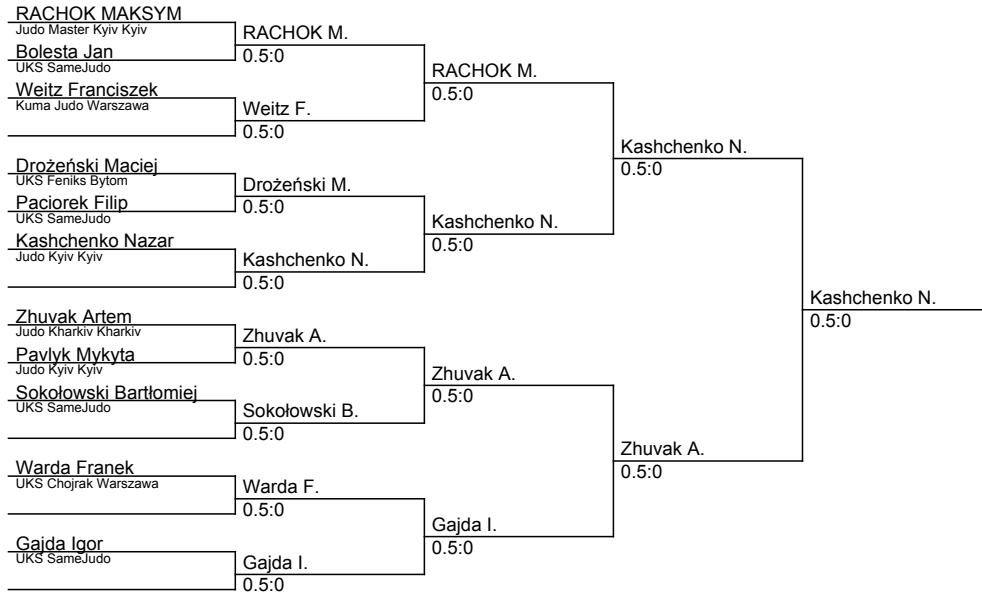 RACHOK MAKSYM
Judo Master Kyiv Kyiv
Bolesta Jan
UKS SameJudo
Weitz Franciszek
Kuma Judo Warszawa
Drożeński Maciej
UKS Feniks Bytom
Paciorek Filip
UKS SameJudo
Kashchenko Nazar
Judo Kyiv Kyiv
Zhuvak Artem
Judo Kharkiv Kharkiv
Pavlyk Mykyta
Judo Kyiv Kyiv
Sokołowski Bartłomiej
UKS SameJudo
Warda Franek
UKS Chojrak Warszawa
Gajda Igor
UKS SameJudo
RACHOK M.
0.5:0
Weitz F.
0.5:0
Drożeński M.
0.5:0
Kashchenko N.
0.5:0
Zhuvak A.
0.5:0
Sokołowski B.
0.5:0
Warda F.
0.5:0
Gajda I.
0.5:0
RACHOK M.
0.5:0
Kashchenko N.
0.5:0
Zhuvak A.
0.5:0
Gajda I.
0.5:0
Kashchenko N.
0.5:0
Zhuvak A.
0.5:0
Kashchenko N.
0.5:0